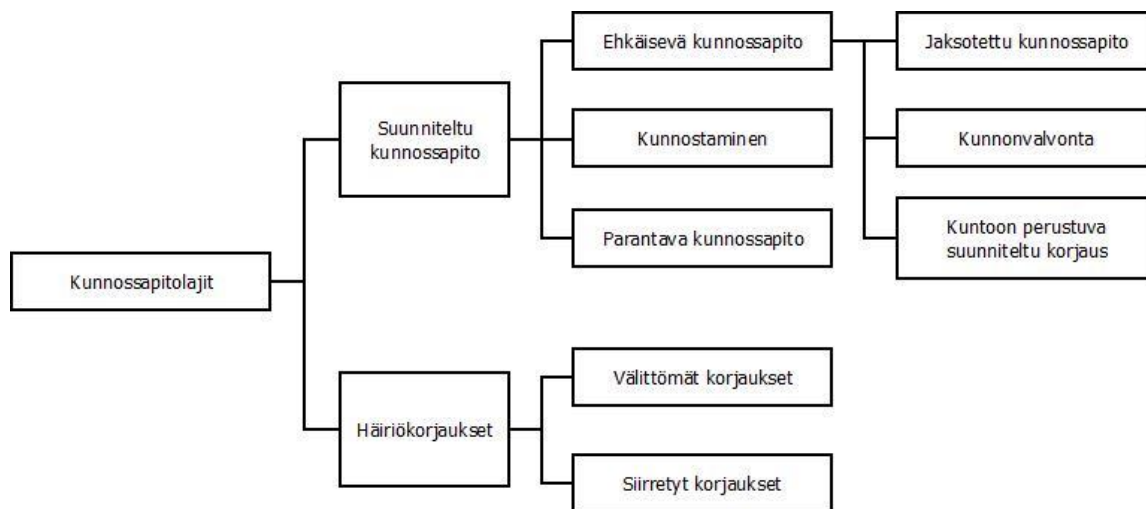 Ehkäisevä kunnossapito
Jaksotettu kunnossapito
Suunniteltu
kunnossapito
Kunnostaminen
Kunnonvalvonta
Parantava kunnossapito
Kuntoon perustuva
suunniteltu korjaus
Kunnossapitolajit
Välittömät korjaukset
Häiriökorjaukset
Siirretyt korjaukset